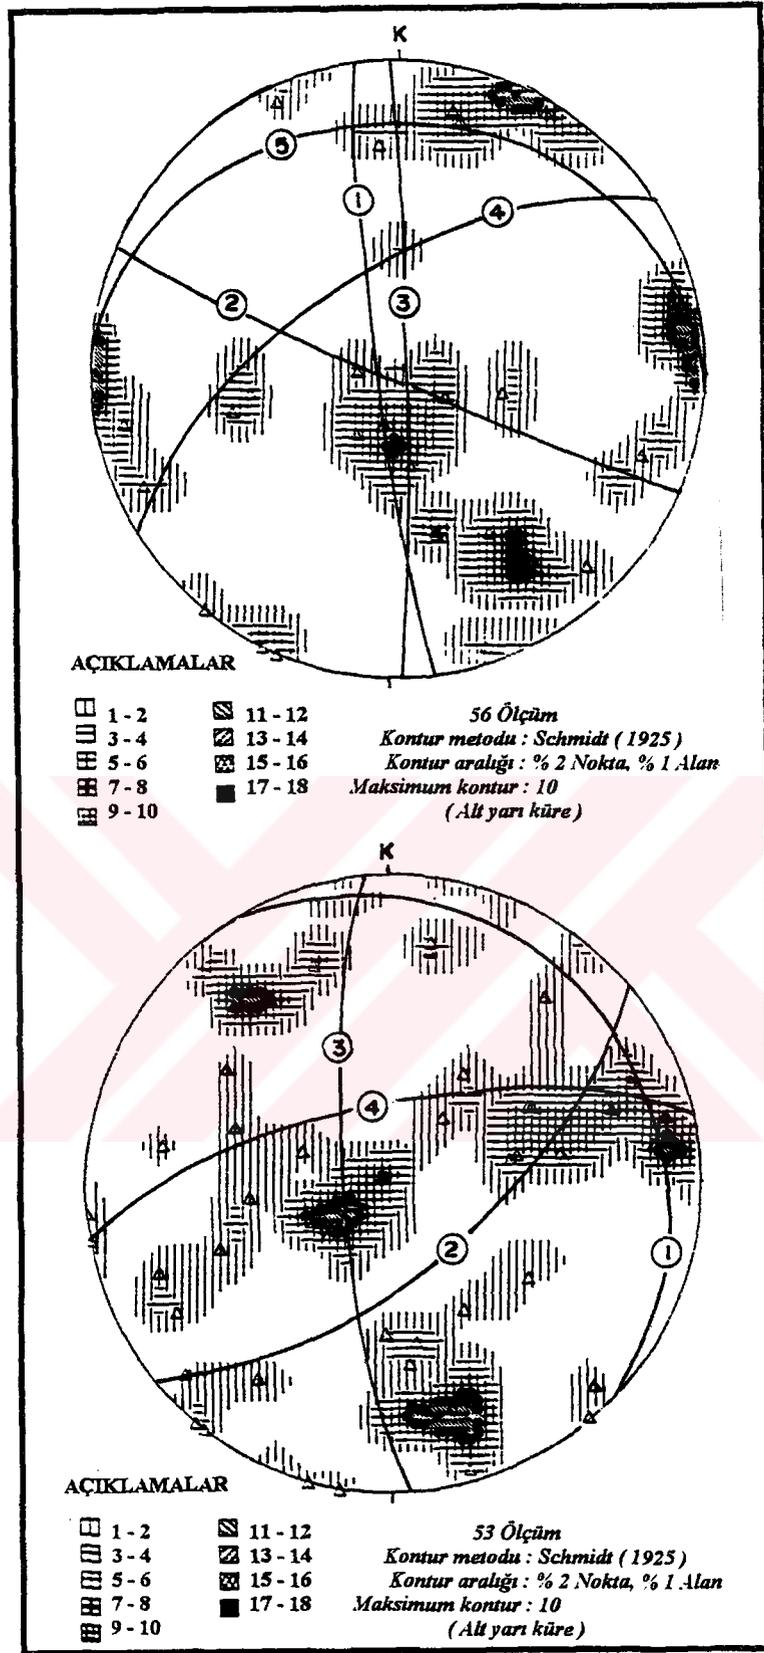 K
5
1
4
2
3
AÇIKLAMALAR
1 - 2
3 - 4
5 - 6
7 - 8
9 - 10
11 - 12
13 - 14
15 - 16
17 - 18
56 Ölçüm
Kontur metodu : Schmidt ( 1925 )
Kontur aralığı : % 2 Nokta, % 1 Alan
Maksimum kontur : 10
( Alt yarı küre )
K
3
4
2
1
AÇIKLAMALAR
1 - 2
3 - 4
5 - 6
7 - 8
9 - 10
11 - 12
13 - 14
15 - 16
17 - 18
53 Ölçüm
Kontur metodu : Schmidt ( 1925 )
Kontur aralığı : % 2 Nokta, % 1 Alan
Maksimum kontur : 10
( Alt yarı küre )